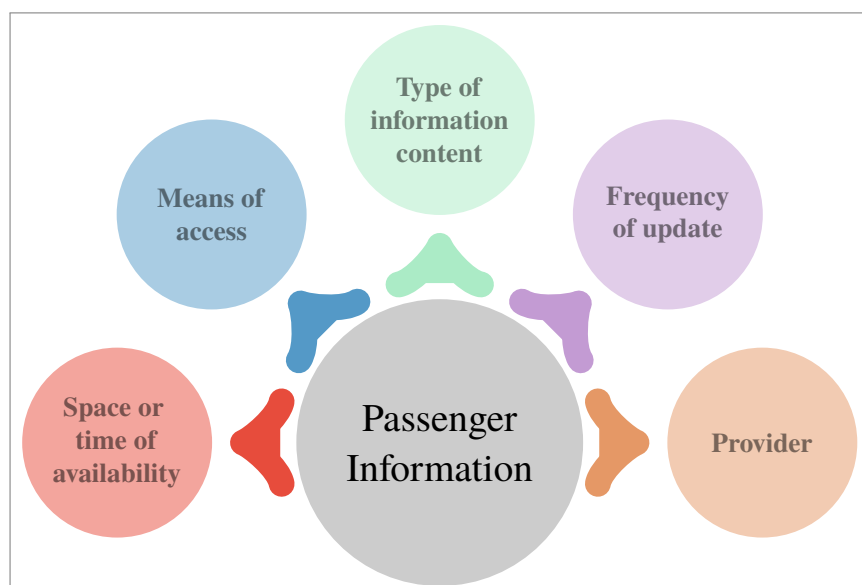 Type of
information
content
Means of
access
Frequency
of update
Space or
time of
availability
Passenger
Information
Provider